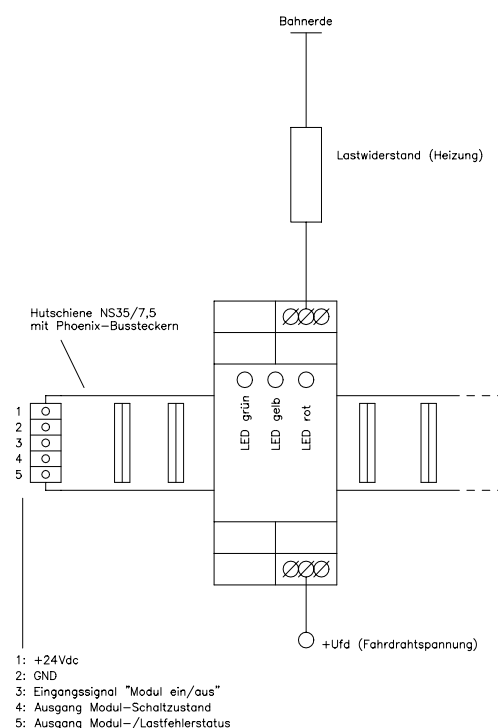 Bahnerde
Lastwiderstand (Heizung)
Hutschiene NS35/7,5
mit Phoenix-Bussteckern
LED grün
LED gelb
LED rot
1
2
3
4
5
+Ufd (Fahrdrahtspannung)
1: +24Vdc
2: GND
3: Eingangssignal "Modul ein/aus"
4: Ausgang Modul-Schaltzustand
5: Ausgang Modul-/Lastfehlerstatus